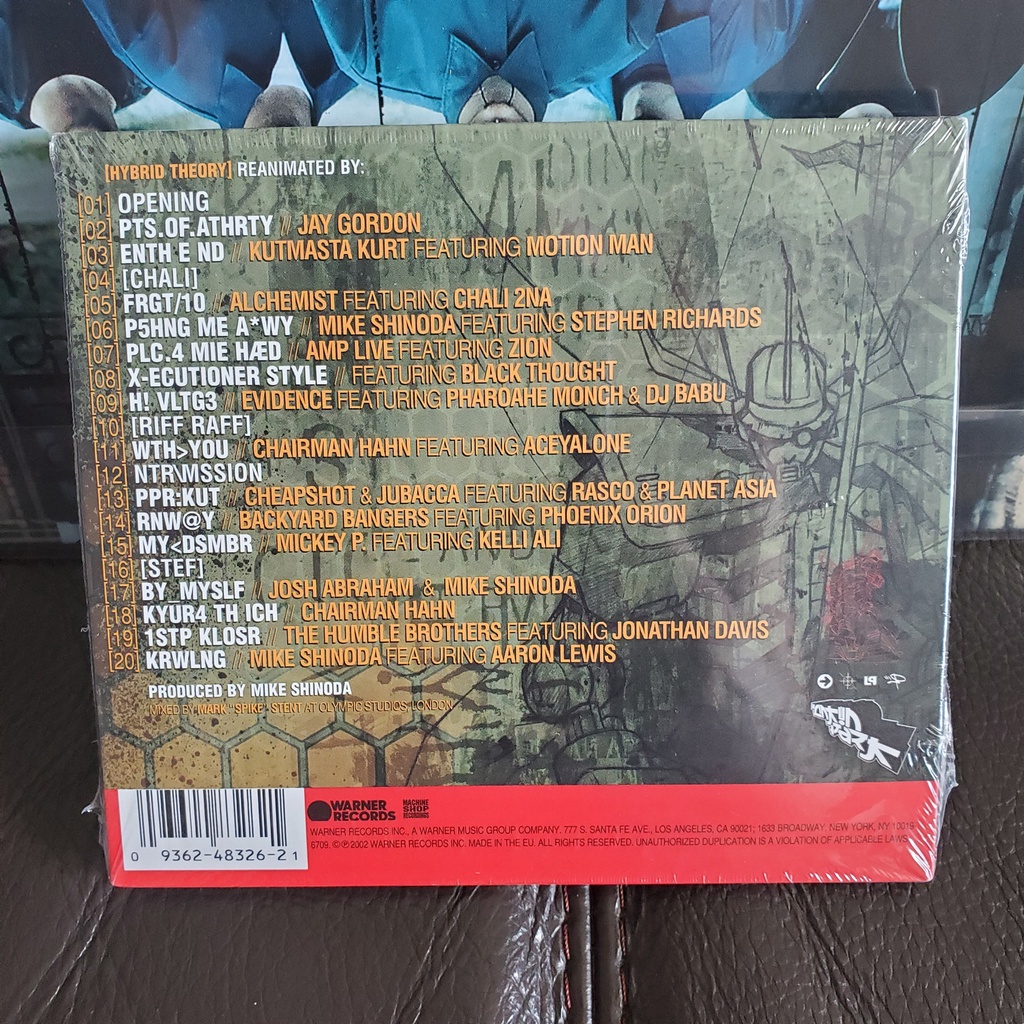 [HYBRID THEORY] REANIMATED BY:
[01] OPENING
[02] PTS.OF.ATHRTY // JAY GORDON
[03] ENTH E ND // KUTMASTA KURT FEATURING MOTION MAN
[04] [CHALI]
[05] FRGT/10 // ALCHEMIST FEATURING CHALI 2NA
[06] P5HNG ME A*WY // MIKE SHINODA FEATURING STEPHEN RICHARDS
[07] PLC.4 MIE HÆD // AMP LIVE FEATURING ZION
[08] X-ECUTIONER STYLE // FEATURING BLACK THOUGHT
[09] H! VLTG3 // EVIDENCE FEATURING PHAROAHE MONCH & DJ BABU
[10] [RIFF RAFF]
[11] WTH>YOU // CHAIRMAN HAHN FEATURING ACEYALONE
[12] NTR\MSSION
[13] PPR:KUT // CHEAPSHOT & JUBACCA FEATURING RASCO & PLANET ASIA
[14] RNW@Y // BACKYARD BANGERS FEATURING PHOENIX ORION
[15] MY<DSMBR // MICKEY P. FEATURING KELLI ALI
[16] [STEF]
[17] BY_MYSLF // JOSH ABRAHAM & MIKE SHINODA
[18] KYUR4 TH ICH // CHAIRMAN HAHN
[19] 1STP KLOSR // THE HUMBLE BROTHERS FEATURING JONATHAN DAVIS
[20] KRWLNG // MIKE SHINODA FEATURING AARON LEWIS
PRODUCED BY MIKE SHINODA
MIXED BY MARK "SPIKE" STENT AT OLYMPIC STUDIOS, LONDON
LINKIN PARK
WARNER RECORDS
MACHINE SHOP RECORDINGS
WARNER RECORDS INC., A WARNER MUSIC GROUP COMPANY. 777 S. SANTA FE AVE., LOS ANGELES, CA 90021; 1633 BROADWAY, NEW YORK, NY 10019
6709. ©℗2002 WARNER RECORDS INC. MADE IN THE EU. ALL RIGHTS RESERVED. UNAUTHORIZED DUPLICATION IS A VIOLATION OF APPLICABLE LAWS.
0 9362-48326-2 1